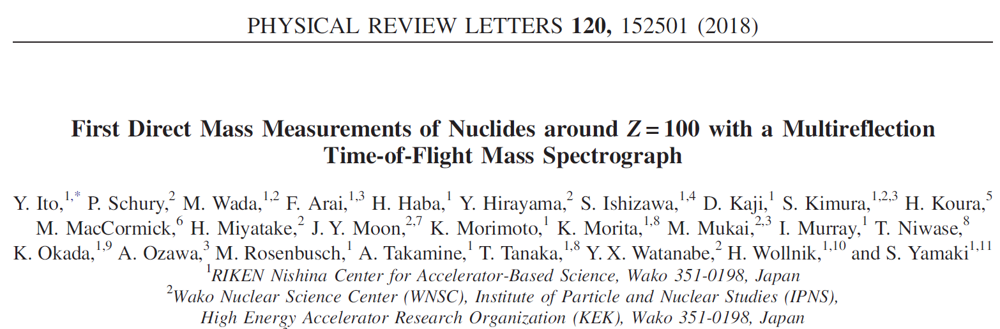 PHYSICAL REVIEW LETTERS 120, 152501 (2018)
First Direct Mass Measurements of Nuclides around Z = 100 with a Multireflection
Time-of-Flight Mass Spectrograph
Y. Ito,1,* P. Schury,2 M. Wada,1,2 F. Arai,1,3 H. Haba,1 Y. Hirayama,2 S. Ishizawa,1,4 D. Kaji,1 S. Kimura,1,2,3 H. Koura,5
M. MacCormick,6 H. Miyatake,2 J. Y. Moon,2,7 K. Morimoto,1 K. Morita,1,8 M. Mukai,2,3 I. Murray,1 T. Niwase,8
K. Okada,1,9 A. Ozawa,3 M. Rosenbusch,1 A. Takamine,1 T. Tanaka,1,8 Y. X. Watanabe,2 H. Wollnik,1,10 and S. Yamaki1,11
1RIKEN Nishina Center for Accelerator-Based Science, Wako 351-0198, Japan
2Wako Nuclear Science Center (WNSC), Institute of Particle and Nuclear Studies (IPNS),
High Energy Accelerator Research Organization (KEK), Wako 351-0198, Japan